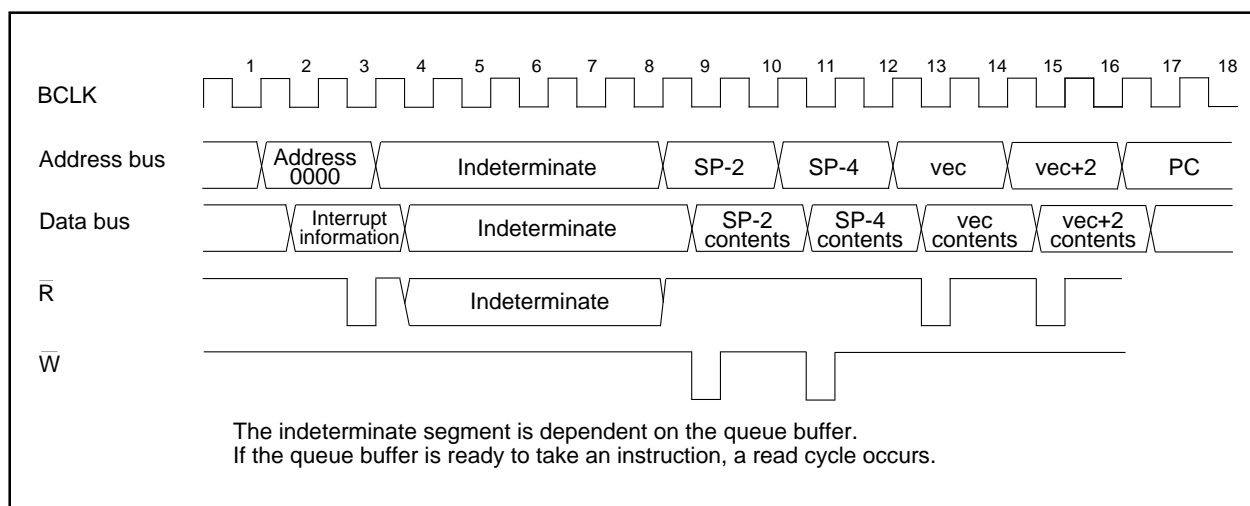 1 2 3 4 5 6 7 8 9 10 11 12 13 14 15 16 17 18
BCLK
Address bus
Address 0000
Indeterminate
SP-2
SP-4
vec
vec+2
PC
Data bus
Interrupt information
Indeterminate
SP-2 contents
SP-4 contents
vec contents
vec+2 contents
R̅
Indeterminate
W̅
The indeterminate segment is dependent on the queue buffer.
If the queue buffer is ready to take an instruction, a read cycle occurs.